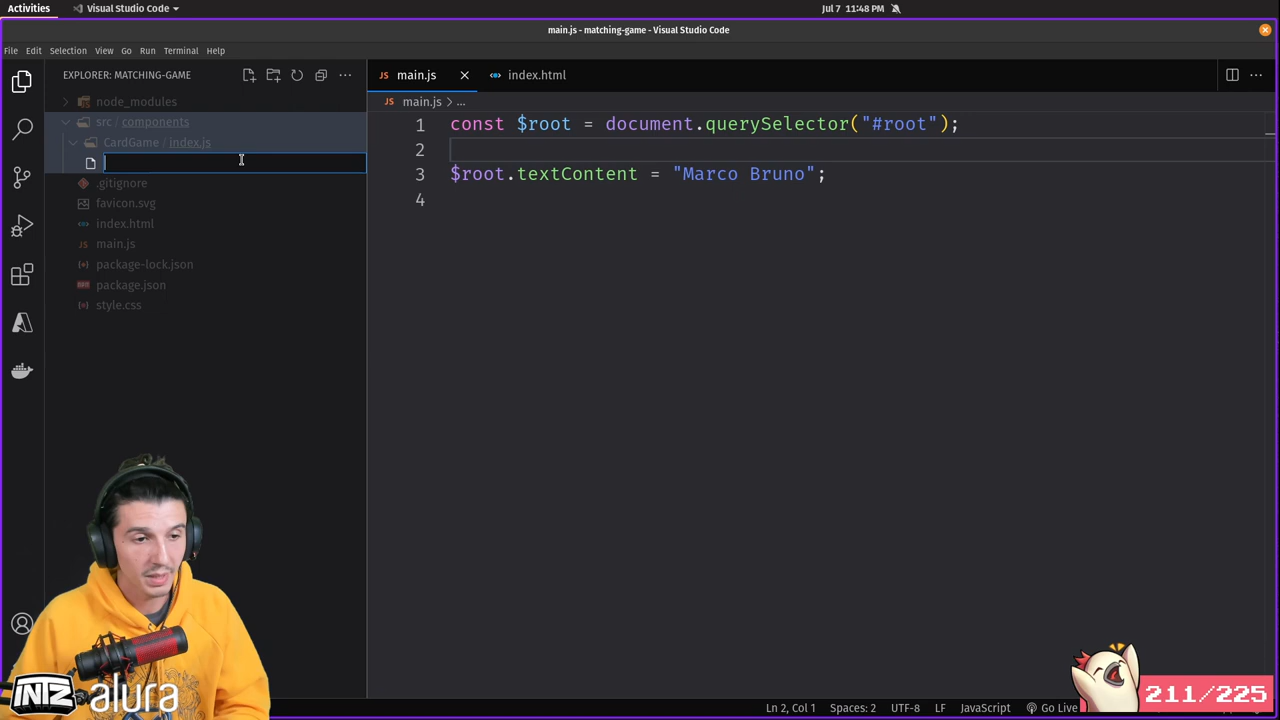 Activities
Visual Studio Code
Jul 7 11:48 PM
main.js - matching-game - Visual Studio Code
File Edit Selection View Go Run Terminal Help
EXPLORER: MATCHING-GAME
node_modules
src / components
CardGame / Index.js
.gitignore
favicon.svg
index.html
main.js
package-lock.json
package.json
style.css
main.js
index.html
main.js > ...
1 const $root = document.querySelector("#root");
2
3 $root.textContent = "Marco Bruno";
4
INTZ alura
211/225
Ln 2, Col 1 Spaces: 2 UTF-8 LF JavaScript Go Live